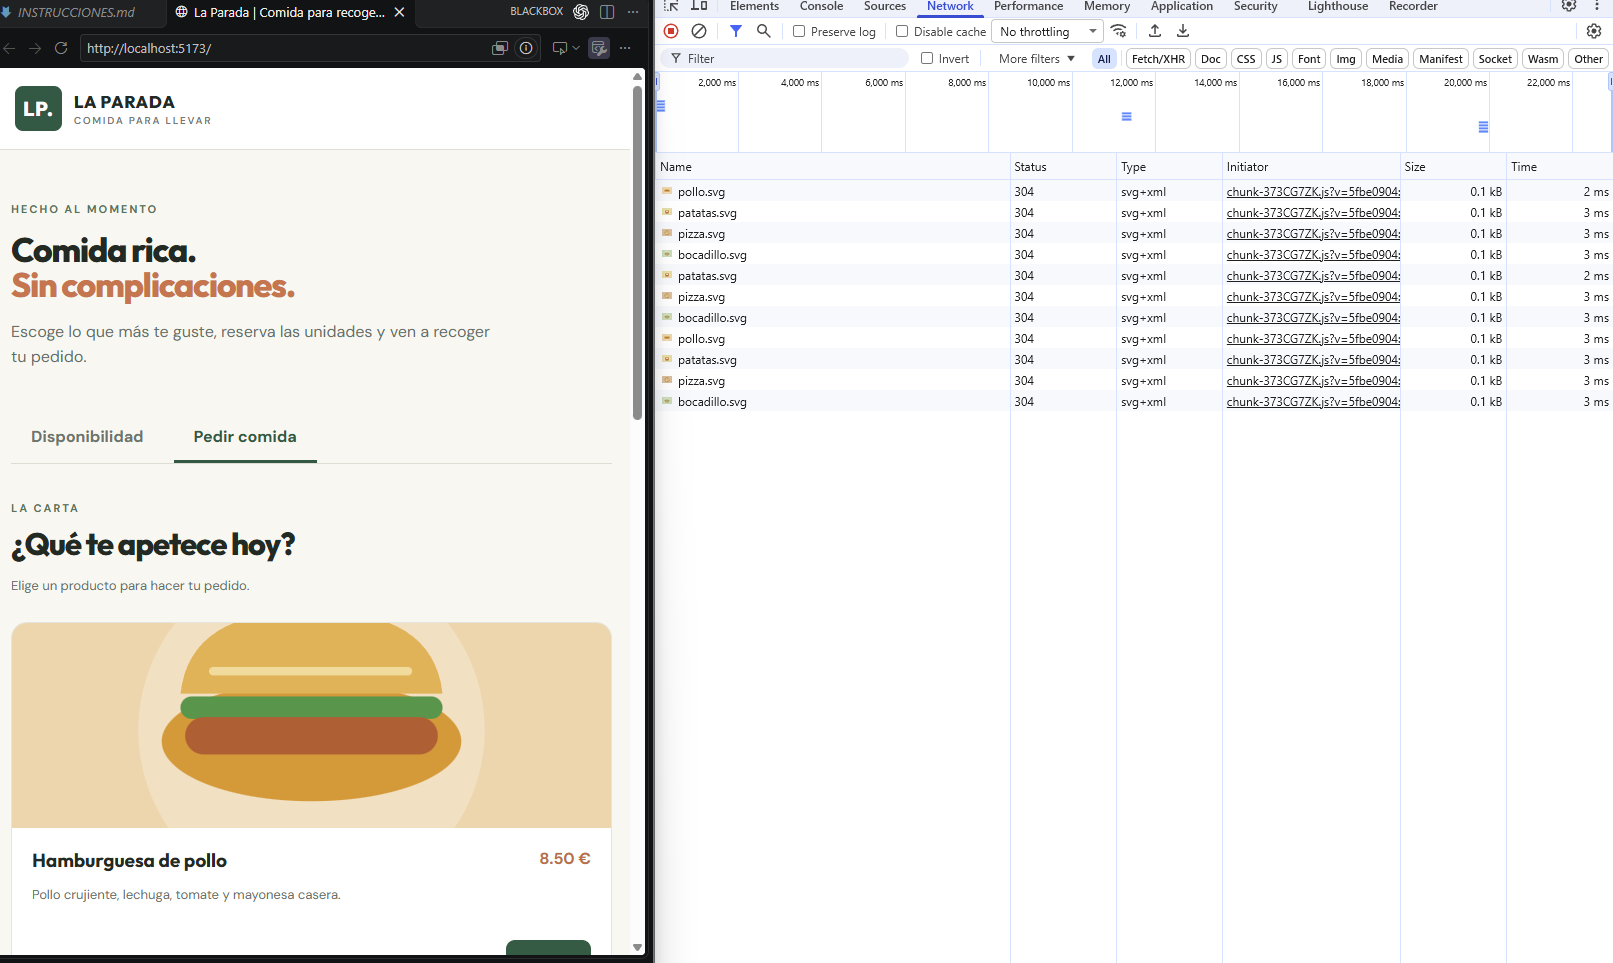 INSTRUCCIONES.md
La Parada | Comida para recoge...
BLACKBOX
http://localhost:5173/
LP.
LA PARADA
COMIDA PARA LLEVAR
HECHO AL MOMENTO
Comida rica.
Sin complicaciones.
Escoge lo que más te guste, reserva las unidades y ven a recoger
tu pedido.
Disponibilidad Pedir comida
LA CARTA
¿Qué te apetece hoy?
Elige un producto para hacer tu pedido.
Hamburguesa de pollo 8.50 €
Pollo crujiente, lechuga, tomate y mayonesa casera.
Elements Console Sources Network Performance Memory Application Security Lighthouse Recorder
Preserve log Disable cache No throttling
Filter Invert More filters All Fetch/XHR Doc CSS JS Font Img Media Manifest Socket Wasm Other
2,000 ms 4,000 ms 6,000 ms 8,000 ms 10,000 ms 12,000 ms 14,000 ms 16,000 ms 18,000 ms 20,000 ms 22,000 ms
Name Status Type Initiator Size Time
pollo.svg 304 svg+xml chunk-373CG7ZK.js?v=5fbe0904: 0.1 kB 2 ms
patatas.svg 304 svg+xml chunk-373CG7ZK.js?v=5fbe0904: 0.1 kB 3 ms
pizza.svg 304 svg+xml chunk-373CG7ZK.js?v=5fbe0904: 0.1 kB 3 ms
bocadillo.svg 304 svg+xml chunk-373CG7ZK.js?v=5fbe0904: 0.1 kB 3 ms
patatas.svg 304 svg+xml chunk-373CG7ZK.js?v=5fbe0904: 0.1 kB 2 ms
pizza.svg 304 svg+xml chunk-373CG7ZK.js?v=5fbe0904: 0.1 kB 3 ms
bocadillo.svg 304 svg+xml chunk-373CG7ZK.js?v=5fbe0904: 0.1 kB 3 ms
pollo.svg 304 svg+xml chunk-373CG7ZK.js?v=5fbe0904: 0.1 kB 3 ms
patatas.svg 304 svg+xml chunk-373CG7ZK.js?v=5fbe0904: 0.1 kB 3 ms
pizza.svg 304 svg+xml chunk-373CG7ZK.js?v=5fbe0904: 0.1 kB 3 ms
bocadillo.svg 304 svg+xml chunk-373CG7ZK.js?v=5fbe0904: 0.1 kB 3 ms